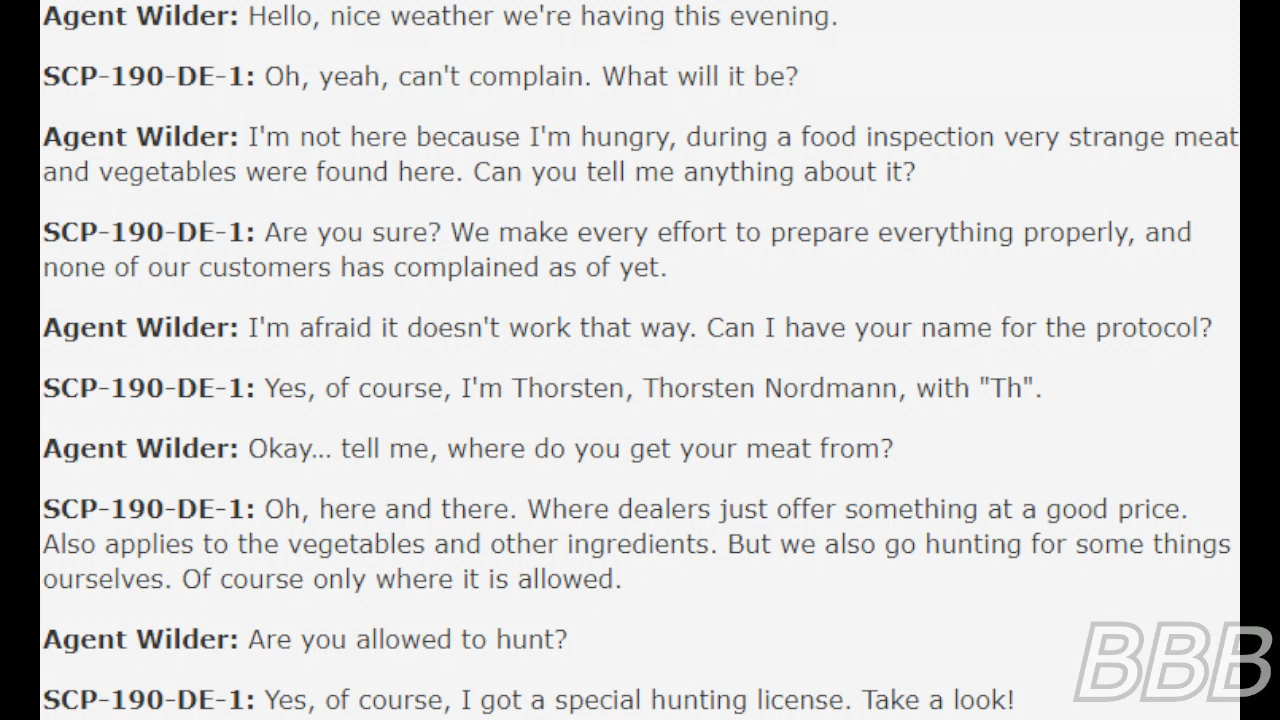 Agent Wilder: Hello, nice weather we're having this evening.
SCP-190-DE-1: Oh, yeah, can't complain. What will it be?
Agent Wilder: I'm not here because I'm hungry, during a food inspection very strange meat
and vegetables were found here. Can you tell me anything about it?
SCP-190-DE-1: Are you sure? We make every effort to prepare everything properly, and
none of our customers has complained as of yet.
Agent Wilder: I'm afraid it doesn't work that way. Can I have your name for the protocol?
SCP-190-DE-1: Yes, of course, I'm Thorsten, Thorsten Nordmann, with "Th".
Agent Wilder: Okay... tell me, where do you get your meat from?
SCP-190-DE-1: Oh, here and there. Where dealers just offer something at a good price.
Also applies to the vegetables and other ingredients. But we also go hunting for some things
ourselves. Of course only where it is allowed.
Agent Wilder: Are you allowed to hunt?
SCP-190-DE-1: Yes, of course, I got a special hunting license. Take a look!
BBB